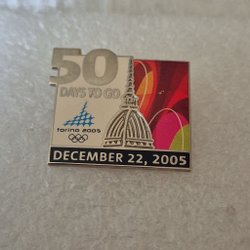 50
DAYS TO GO
torino 2006
DECEMBER 22, 2005